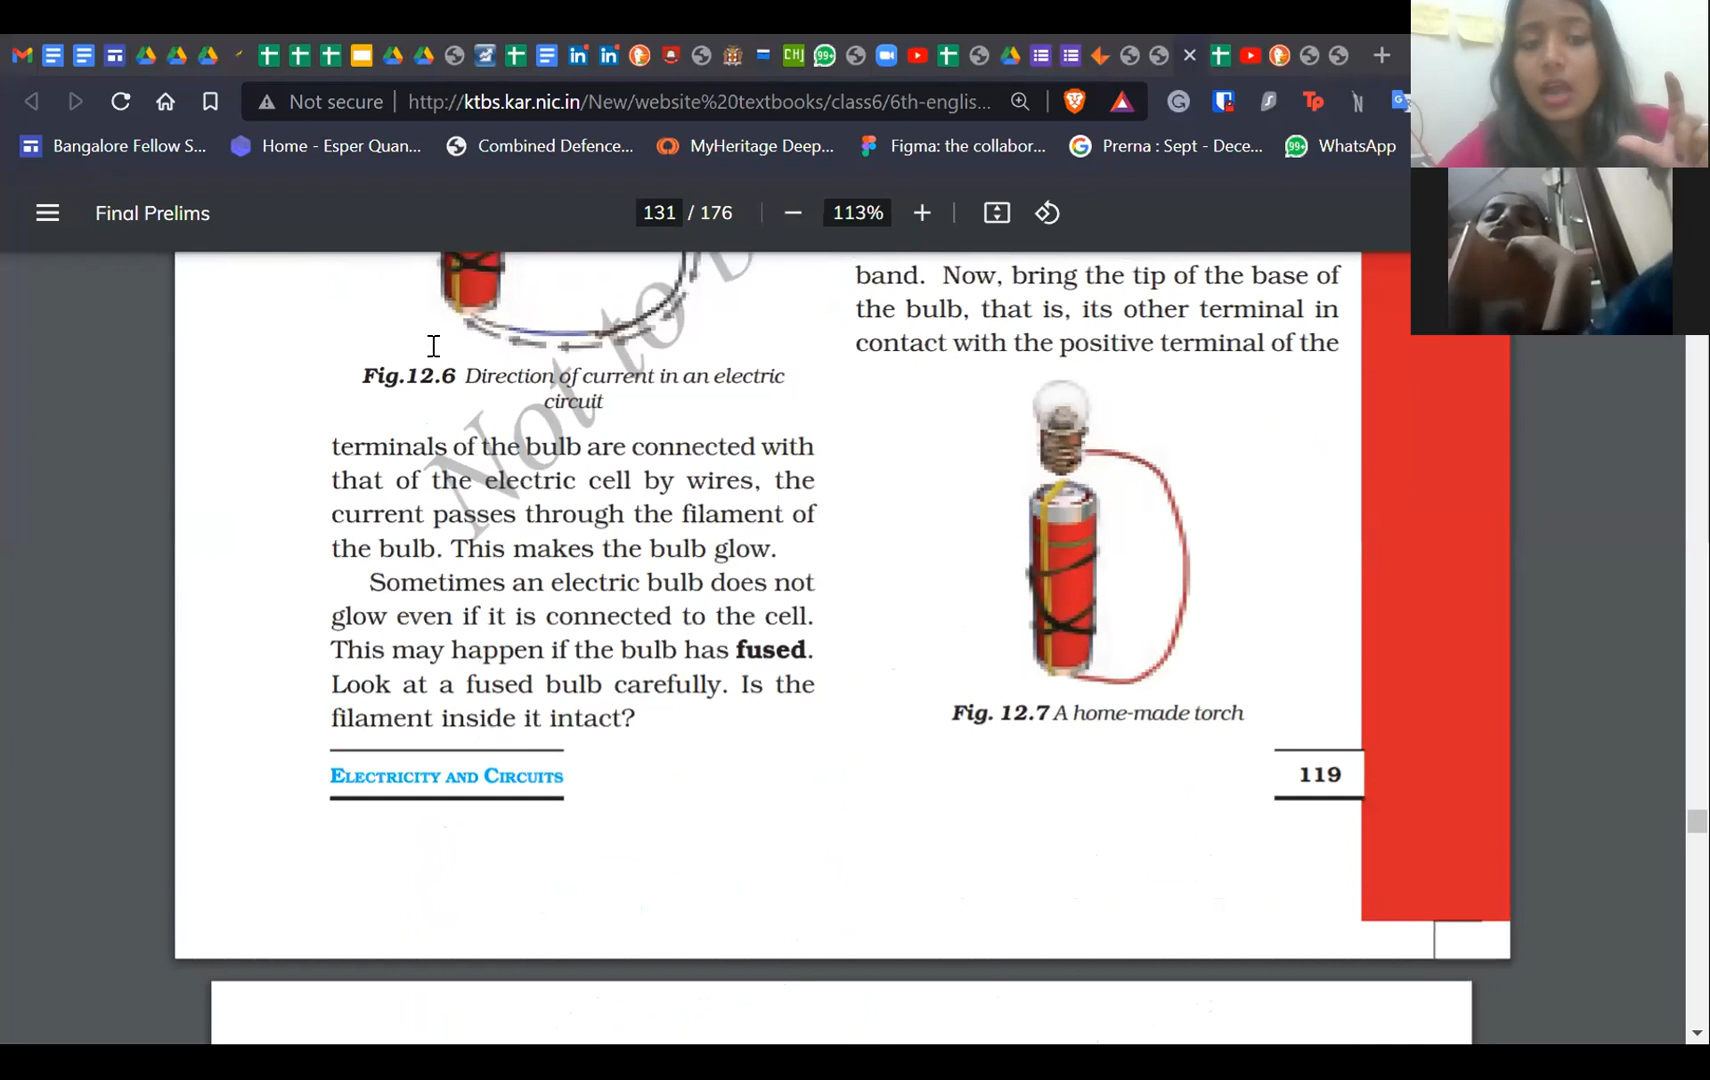 Not secure http://ktbs.kar.nic.in/New/website%20textbooks/class6/6th-englis...
Bangalore Fellow S... Home - Esper Quan... Combined Defence... MyHeritage Deep... Figma: the collabor... Prerna : Sept - Dece... WhatsApp
Final Prelims 131 / 176 − 113% +
Fig.12.6 Direction of current in an electric
circuit
terminals of the bulb are connected with
that of the electric cell by wires, the
current passes through the filament of
the bulb. This makes the bulb glow.
Sometimes an electric bulb does not
glow even if it is connected to the cell.
This may happen if the bulb has fused.
Look at a fused bulb carefully. Is the
filament inside it intact?
ELECTRICITY AND CIRCUITS
band. Now, bring the tip of the base of
the bulb, that is, its other terminal in
contact with the positive terminal of the
Fig. 12.7 A home-made torch
119
Not to